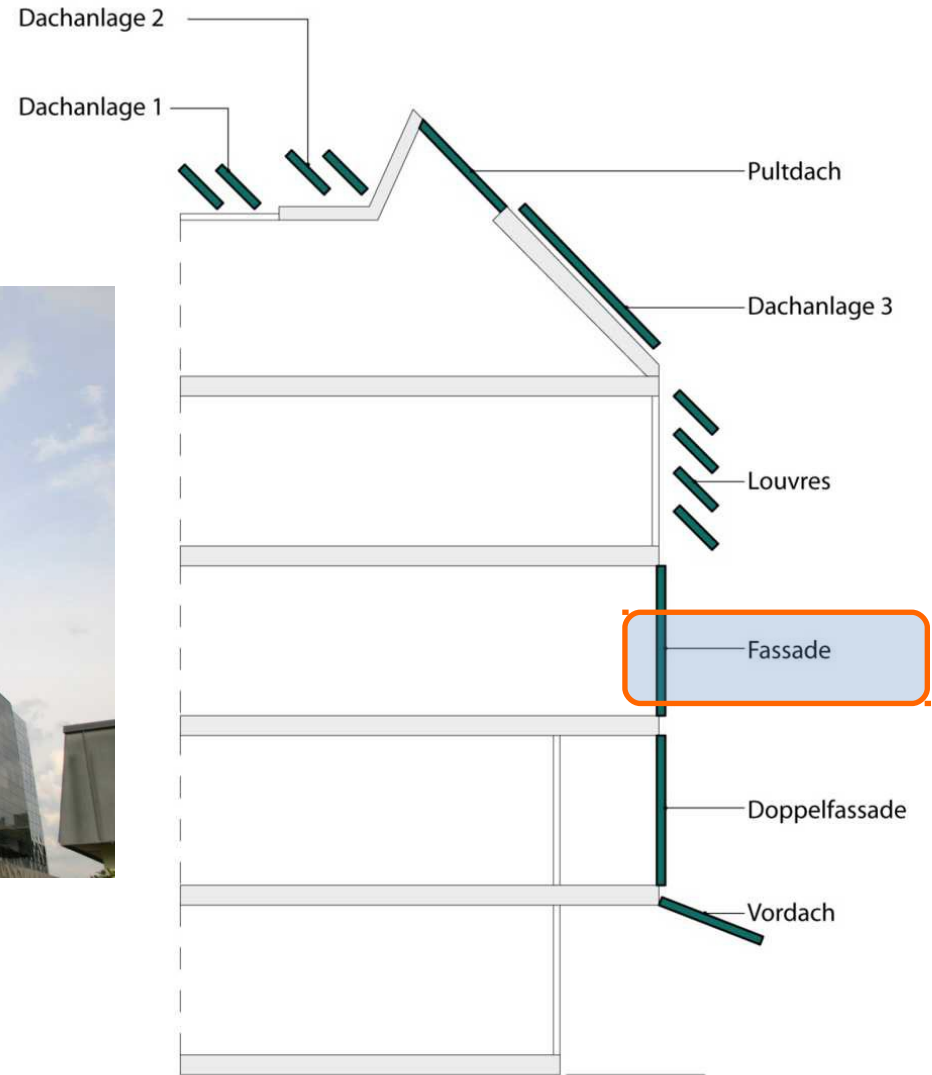 Dachanlage 2
Dachanlage 1
Pultdach
Dachanlage 3
Louvres
Fassade
Doppelfassade
Vordach